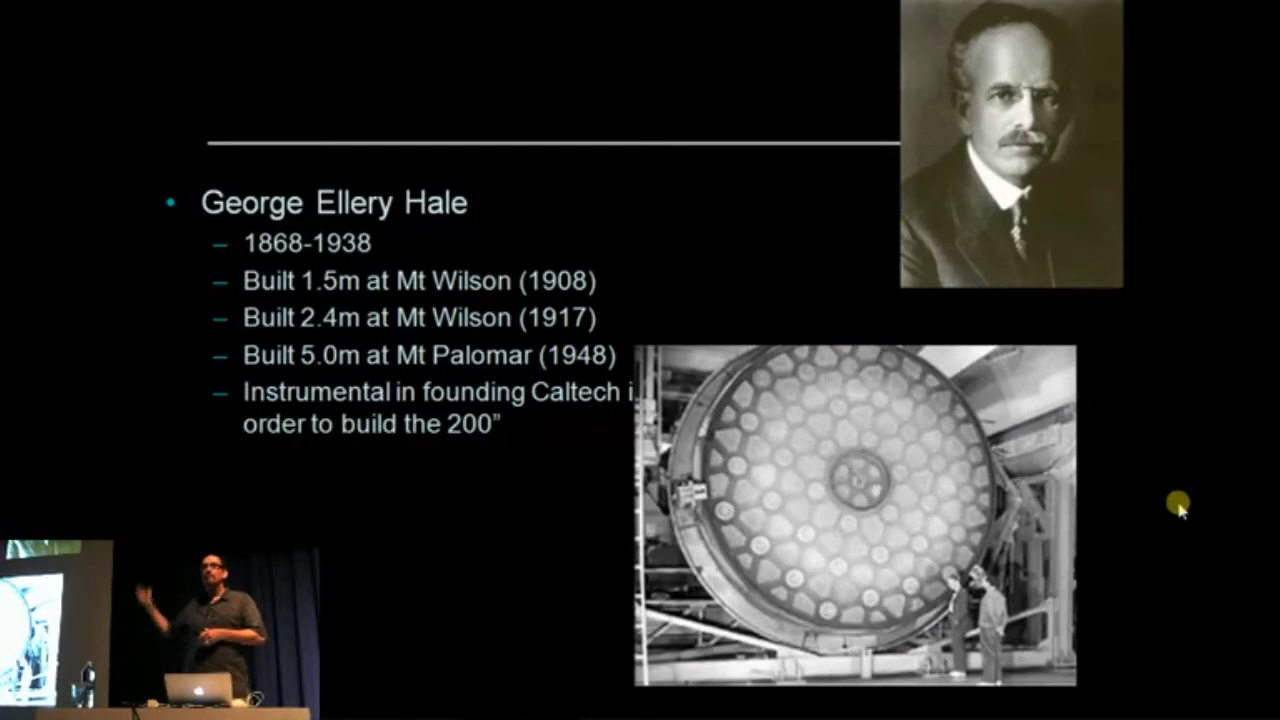 George Ellery Hale
1868-1938
Built 1.5m at Mt Wilson (1908)
Built 2.4m at Mt Wilson (1917)
Built 5.0m at Mt Palomar (1948)
Instrumental in founding Caltech i
order to build the 200”